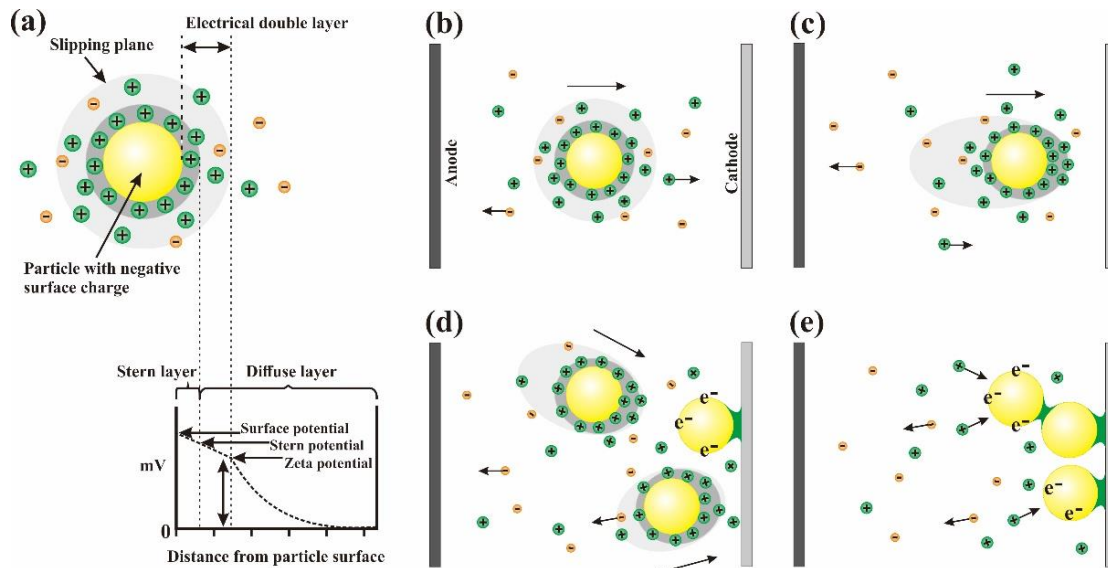 (a)
Electrical double layer
Slipping plane
Particle with negative
surface charge
Stern layer
Diffuse layer
Surface potential
Stern potential
Zeta potential
mV
0
Distance from particle surface
(b)
Anode
Cathode
(c)
(d)
e-
e-
e-
(e)
e-
e-
e-
e-
e-